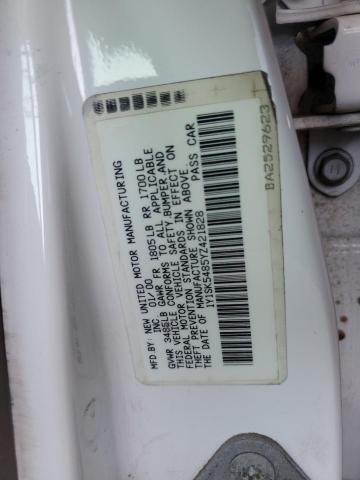 MFD BY: NEW UNITED MOTOR MANUFACTURING
INC 01/00
GVWR 3485LB GAWR FR 1805LB RR 1700LB
THIS VEHICLE CONFORMS TO ALL APPLICABLE
FEDERAL MOTOR VEHICLE SAFETY BUMPER AND
THEFT PREVENTION STANDARDS IN EFFECT ON
THE DATE OF MANUFACTURE SHOWN ABOVE
1Y1SK5485YZ421828 PASS CAR
BA2529623